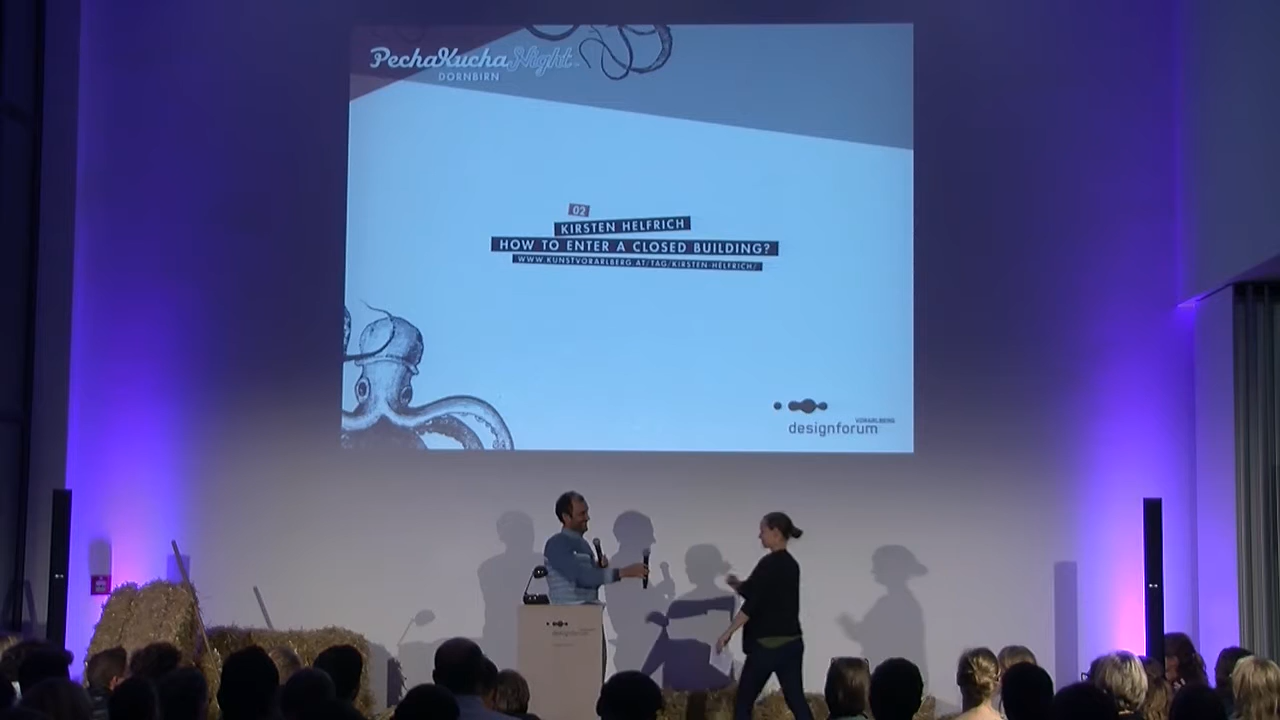 PechaKucha Night
DORNBIRN
02
KIRSTEN HELFRICH
HOW TO ENTER A CLOSED BUILDING?
WWW.KUNSTVORARLBERG.AT/TAG/KIRSTEN-HELFRICH/
VORARLBERG
designforum
designforum